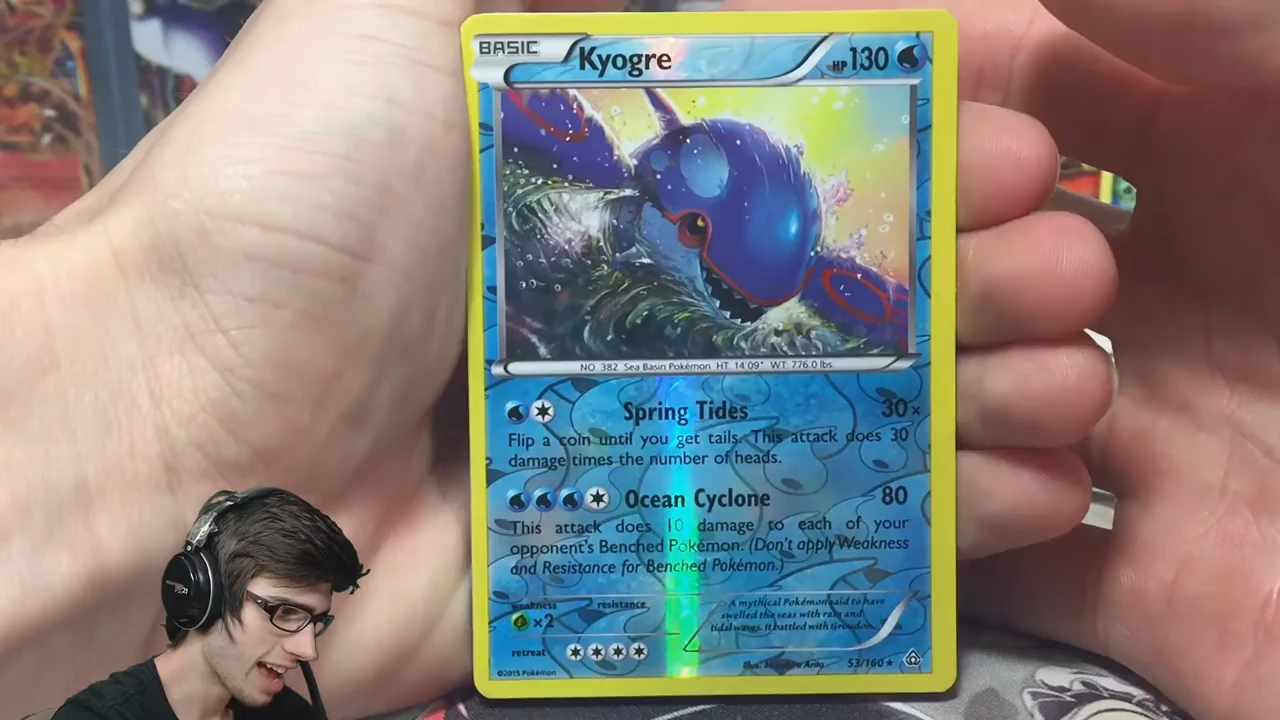 BASIC
Kyogre
HP 130
NO. 382 Sea Basin Pokémon HT: 14'09" WT: 776.0 lbs.
Spring Tides 30×
Flip a coin until you get tails. This attack does 30
damage times the number of heads.
Ocean Cyclone 80
This attack does 10 damage to each of your
opponent's Benched Pokémon. (Don't apply Weakness
and Resistance for Benched Pokémon.)
weakness resistance
×2
A mythical Pokémon said to have
swelled the seas with rain and
tidal waves. It battled with Groudon.
retreat
Illus. Arita
53/160
©2015 Pokémon